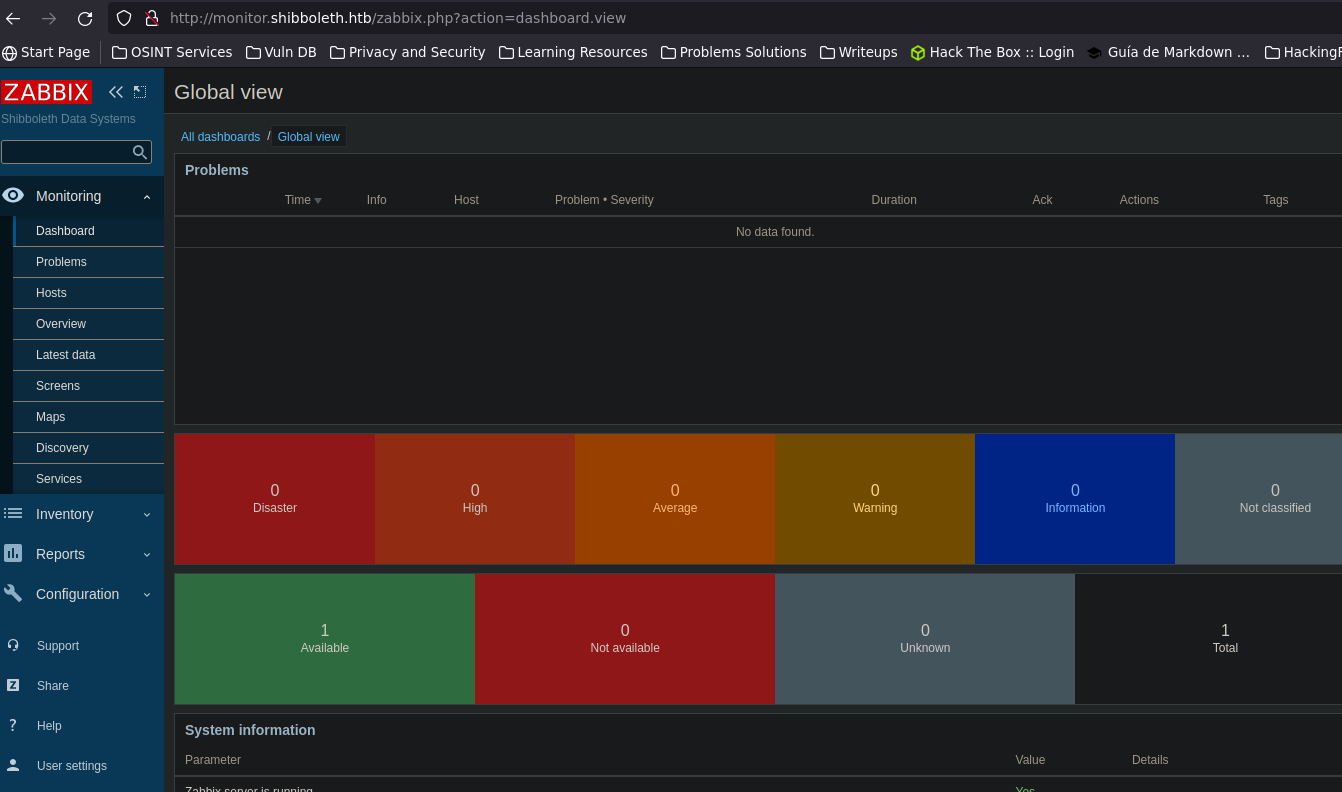 http://monitor.shibboleth.htb/zabbix.php?action=dashboard.view
Start Page OSINT Services Vuln DB Privacy and Security Learning Resources Problems Solutions Writeups Hack The Box :: Login Guía de Markdown ...
ZABBIX
Shibboleth Data Systems
Monitoring
Dashboard
Problems
Hosts
Overview
Latest data
Screens
Maps
Discovery
Services
Inventory
Reports
Configuration
Support
Share
Help
User settings
Global view
All dashboards / Global view
Problems
Time Info Host Problem • Severity Duration Ack Actions Tags
No data found.
0 0 0 0 0 0
Disaster High Average Warning Information Not classified
1 0 0 1
Available Not available Unknown Total
System information
Parameter Value Details
Zabbix server is running Yes